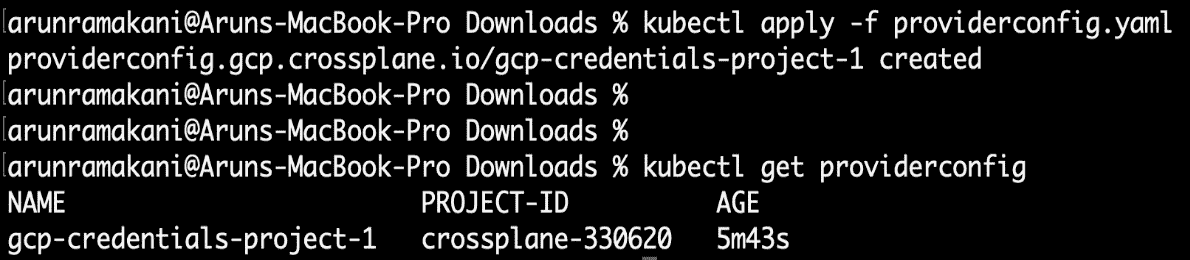 arunramakani@Aruns-MacBook-Pro Downloads % kubectl apply -f providerconfig.yaml
providerconfig.gcp.crossplane.io/gcp-credentials-project-1 created
arunramakani@Aruns-MacBook-Pro Downloads %
arunramakani@Aruns-MacBook-Pro Downloads %
arunramakani@Aruns-MacBook-Pro Downloads % kubectl get providerconfig
NAME PROJECT-ID AGE
gcp-credentials-project-1 crossplane-330620 5m43s